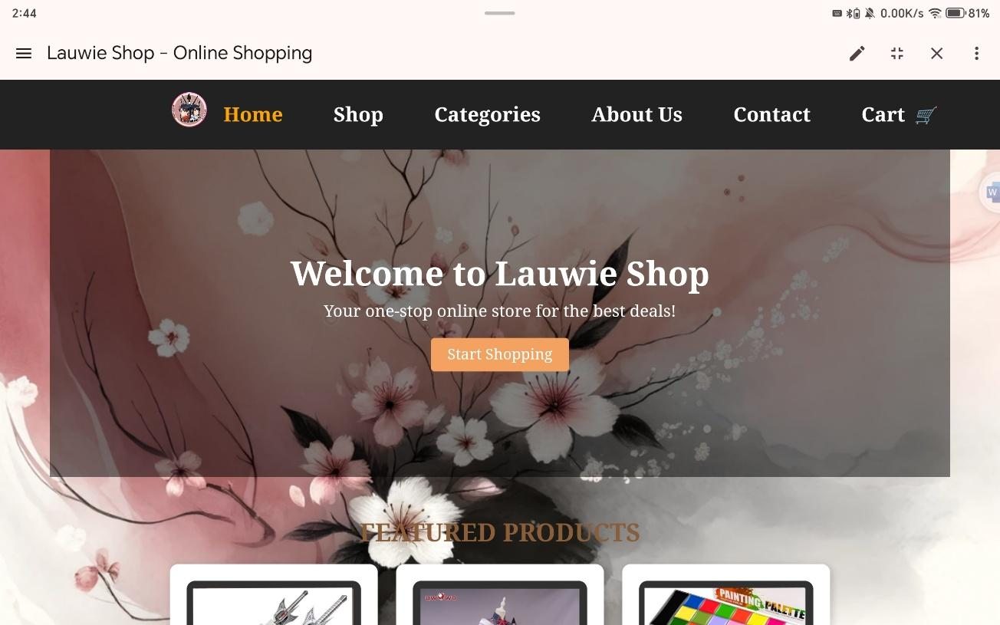 2:44
0.00K/s
81%
Lauwie Shop - Online Shopping
Home Shop Categories About Us Contact Cart
W
Welcome to Lauwie Shop
Your one-stop online store for the best deals!
Start Shopping
FEATURED PRODUCTS
UWOWO
PAINTING
PALETTE